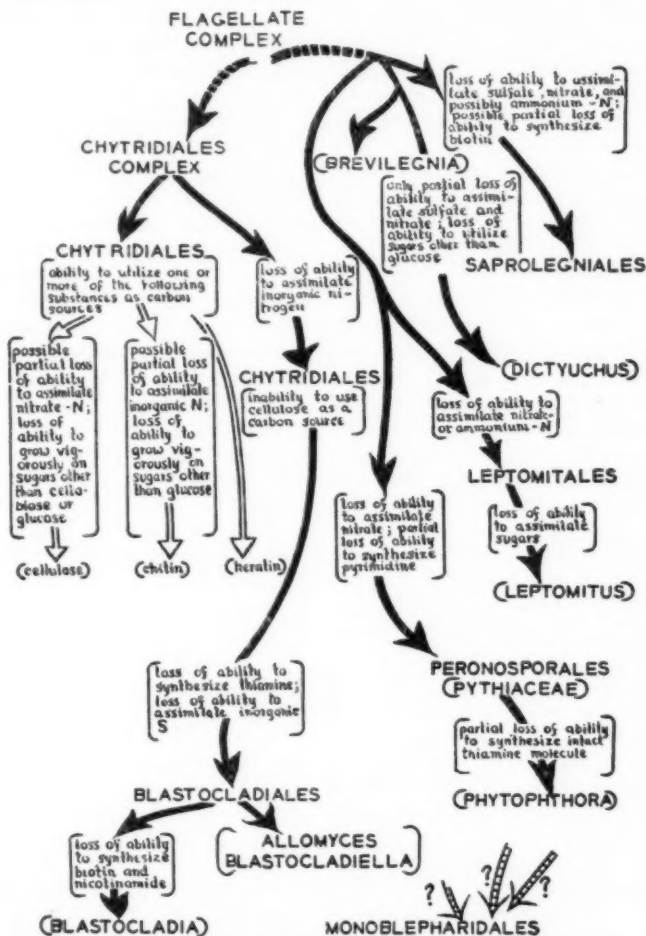 FLAGELLATE
COMPLEX
loss of ability to assimi-
late sulfate, nitrate, and
possibly ammonium-N;
possible partial loss of
ability to synthesize
biotin
CHYTRIDIALES
COMPLEX
(BREVILEGNIA)
only partial loss of
ability to assimi-
late sulfate and
nitrate; loss of
ability to utilize
sugars other than
glucose
SAPROLEGNIALES
CHYTRIDIALES
ability to utilize one or
more of the following
substances as carbon
sources
loss of ability
to assimilate
inorganic ni-
trogen
possible
partial loss
of ability
to assimilate
nitrate-N;
loss of
ability to
grow vig-
orously on
sugars other
than cello-
biose or
glucose
possible
partial loss
of ability
to assimilate
inorganic N;
loss of
ability to
grow vig-
orously on
sugars other
than glucose
CHYTRIDIALES
inability to use
cellulose as a
carbon source
(DICTYUCHUS)
loss of ability to
assimilate nitrate-
or ammonium-N
LEPTOMITALES
loss of ability
to assimilate
sugars
(LEPTOMITUS)
loss of ability
to assimilate
nitrate; partial
loss of ability
to synthesize
pyrimidine
(cellulose)
(chitin)
(keratin)
loss of ability to
synthesize thiamine;
loss of ability to
assimilate inorganic
S
PERONOSPORALES
(PYTHIACEAE)
partial loss of ability
to synthesize intact
thiamine molecule
(PHYTOPHTHORA)
BLASTOCLADIALES
loss of ability
to synthesize
biotin and
nicotinamide
ALLOMYCES
BLASTOCLADIELLA
(BLASTOCLADIA)
? ? ?
MONOBLEPHARIDALES